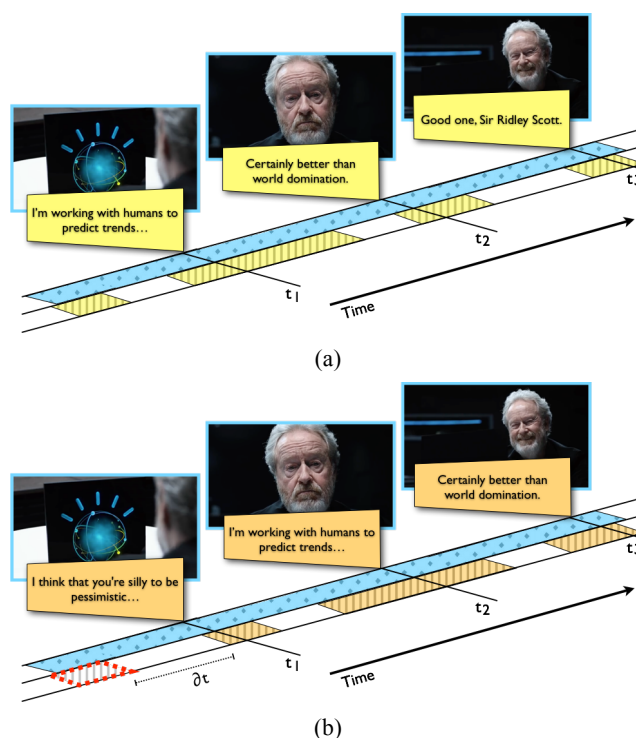 Good one, Sir Ridley Scott.
Certainly better than
world domination.
I'm working with humans to
predict trends…
t3
t2
t1
Time
(a)
Certainly better than
world domination.
I'm working with humans to
predict trends…
I think that you're silly to be
pessimistic…
t2
t1
∂t
Time
(b)